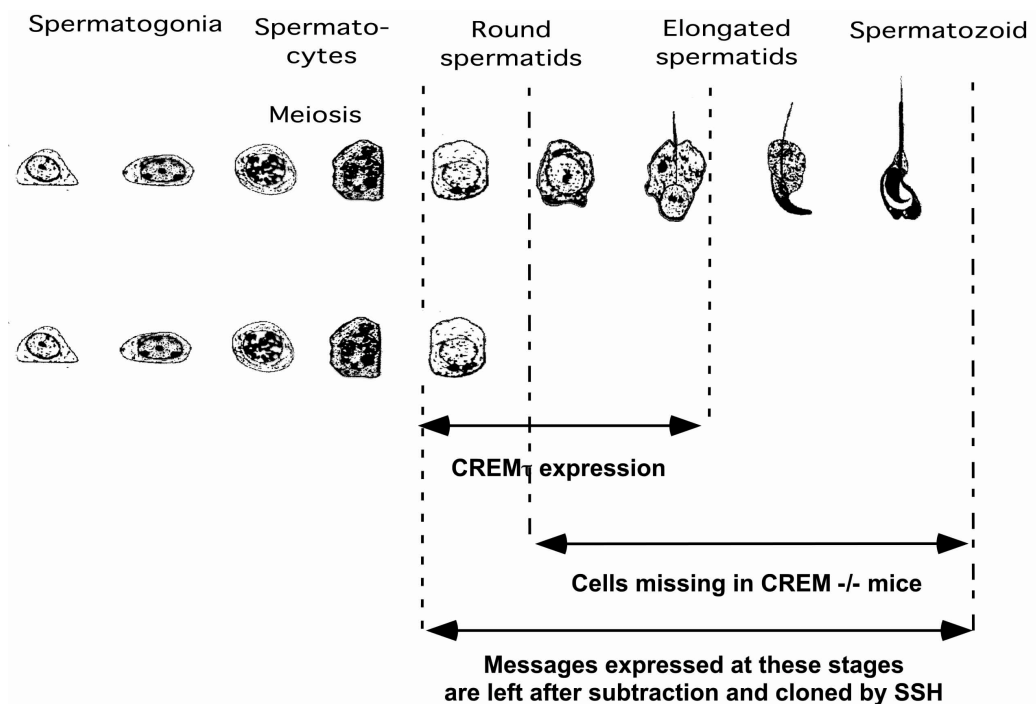 Spermatogonia
Spermato-
cytes
Round
spermatids
Elongated
spermatids
Spermatozoid
Meiosis
CREMτ expression
Cells missing in CREM -/- mice
Messages expressed at these stages
are left after subtraction and cloned by SSH